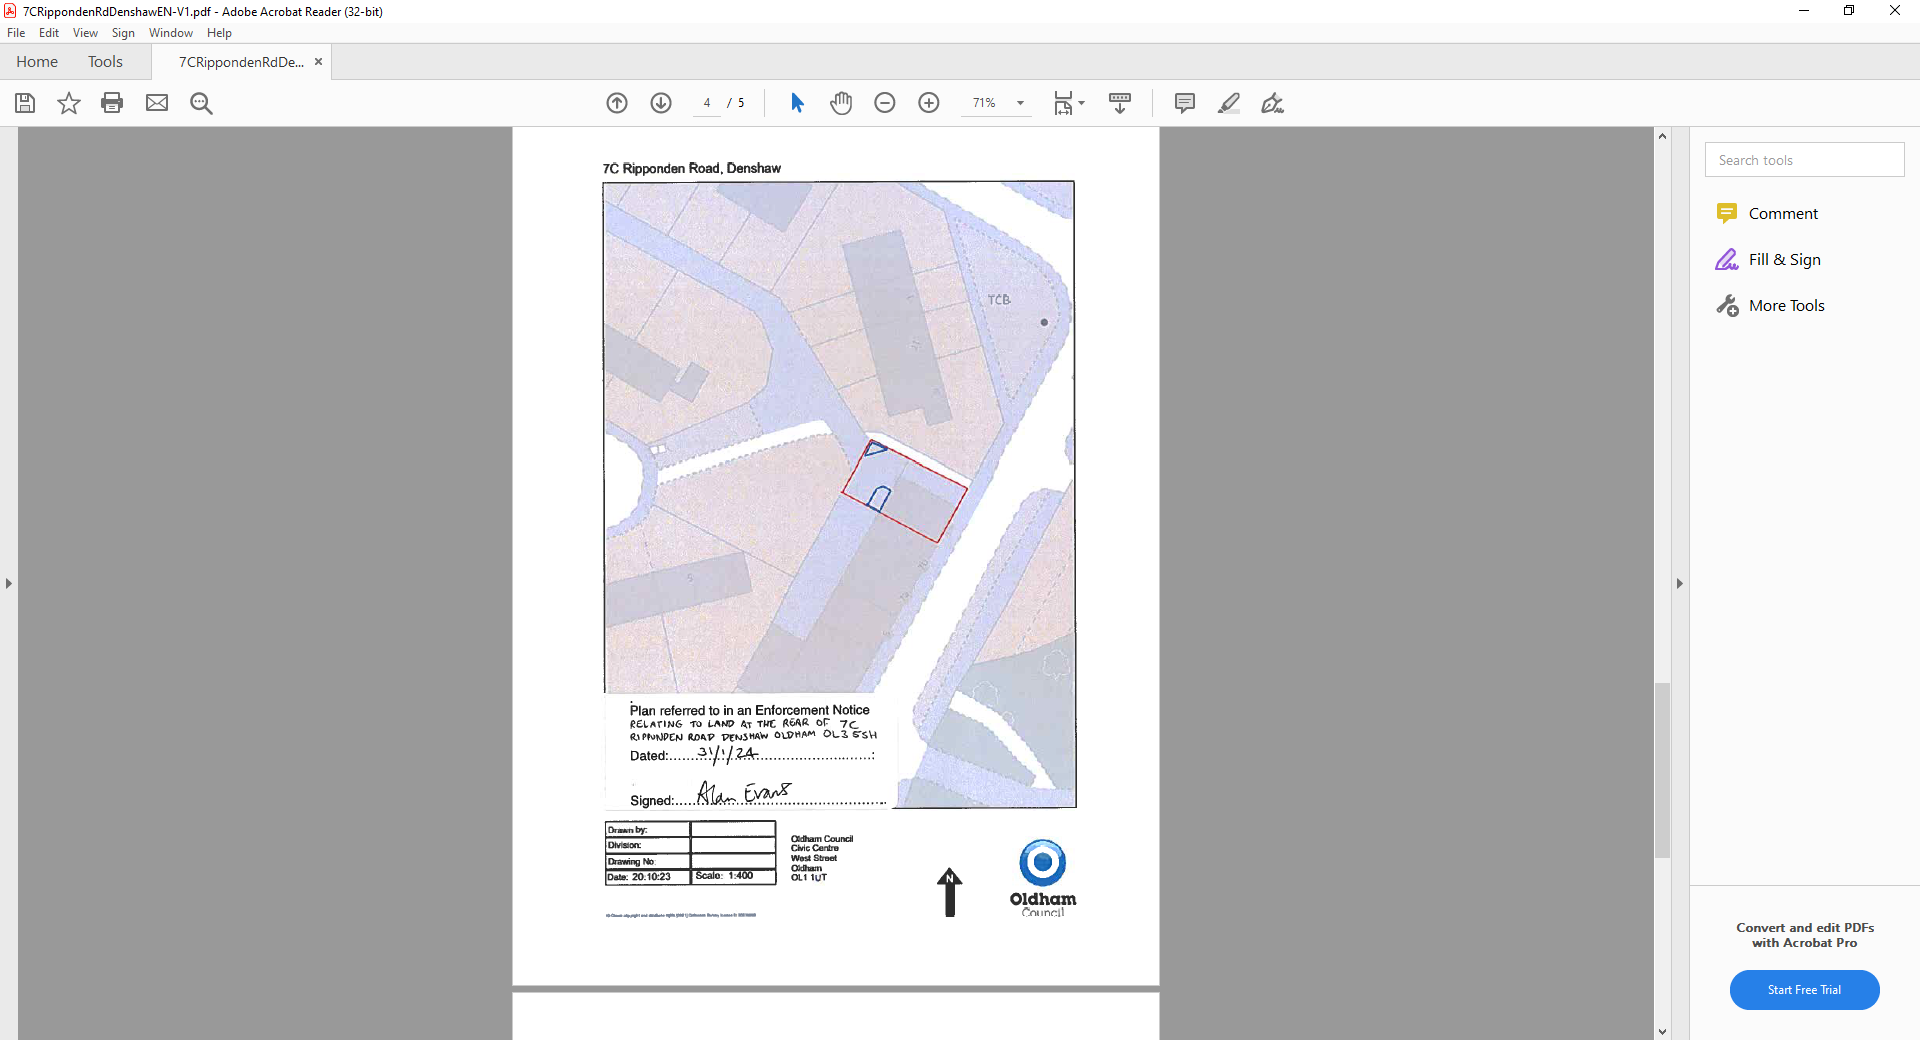 7CRippondenRdDenshawEN-V1.pdf - Adobe Acrobat Reader (32-bit)
File Edit View Sign Window Help
Home Tools 7CRippondenRdDe...
4 / 5 71%
Search tools
Comment
Fill & Sign
More Tools
7C Ripponden Road, Denshaw
TCB
Plan referred to in an Enforcement Notice
RELATING TO LAND AT THE REAR OF 7C
RIPPUNDEN ROAD DENSHAW OLDHAM OL3 5SH
Dated: 31/1/24
Signed: Alan Evans
Drawn by:
Division:
Drawing No:
Date: 20:10:23 Scale: 1:400
Oldham Council
Civic Centre
West Street
Oldham
OL1 1UT
N
Oldham
Council
Convert and edit PDFs
with Acrobat Pro
Start Free Trial